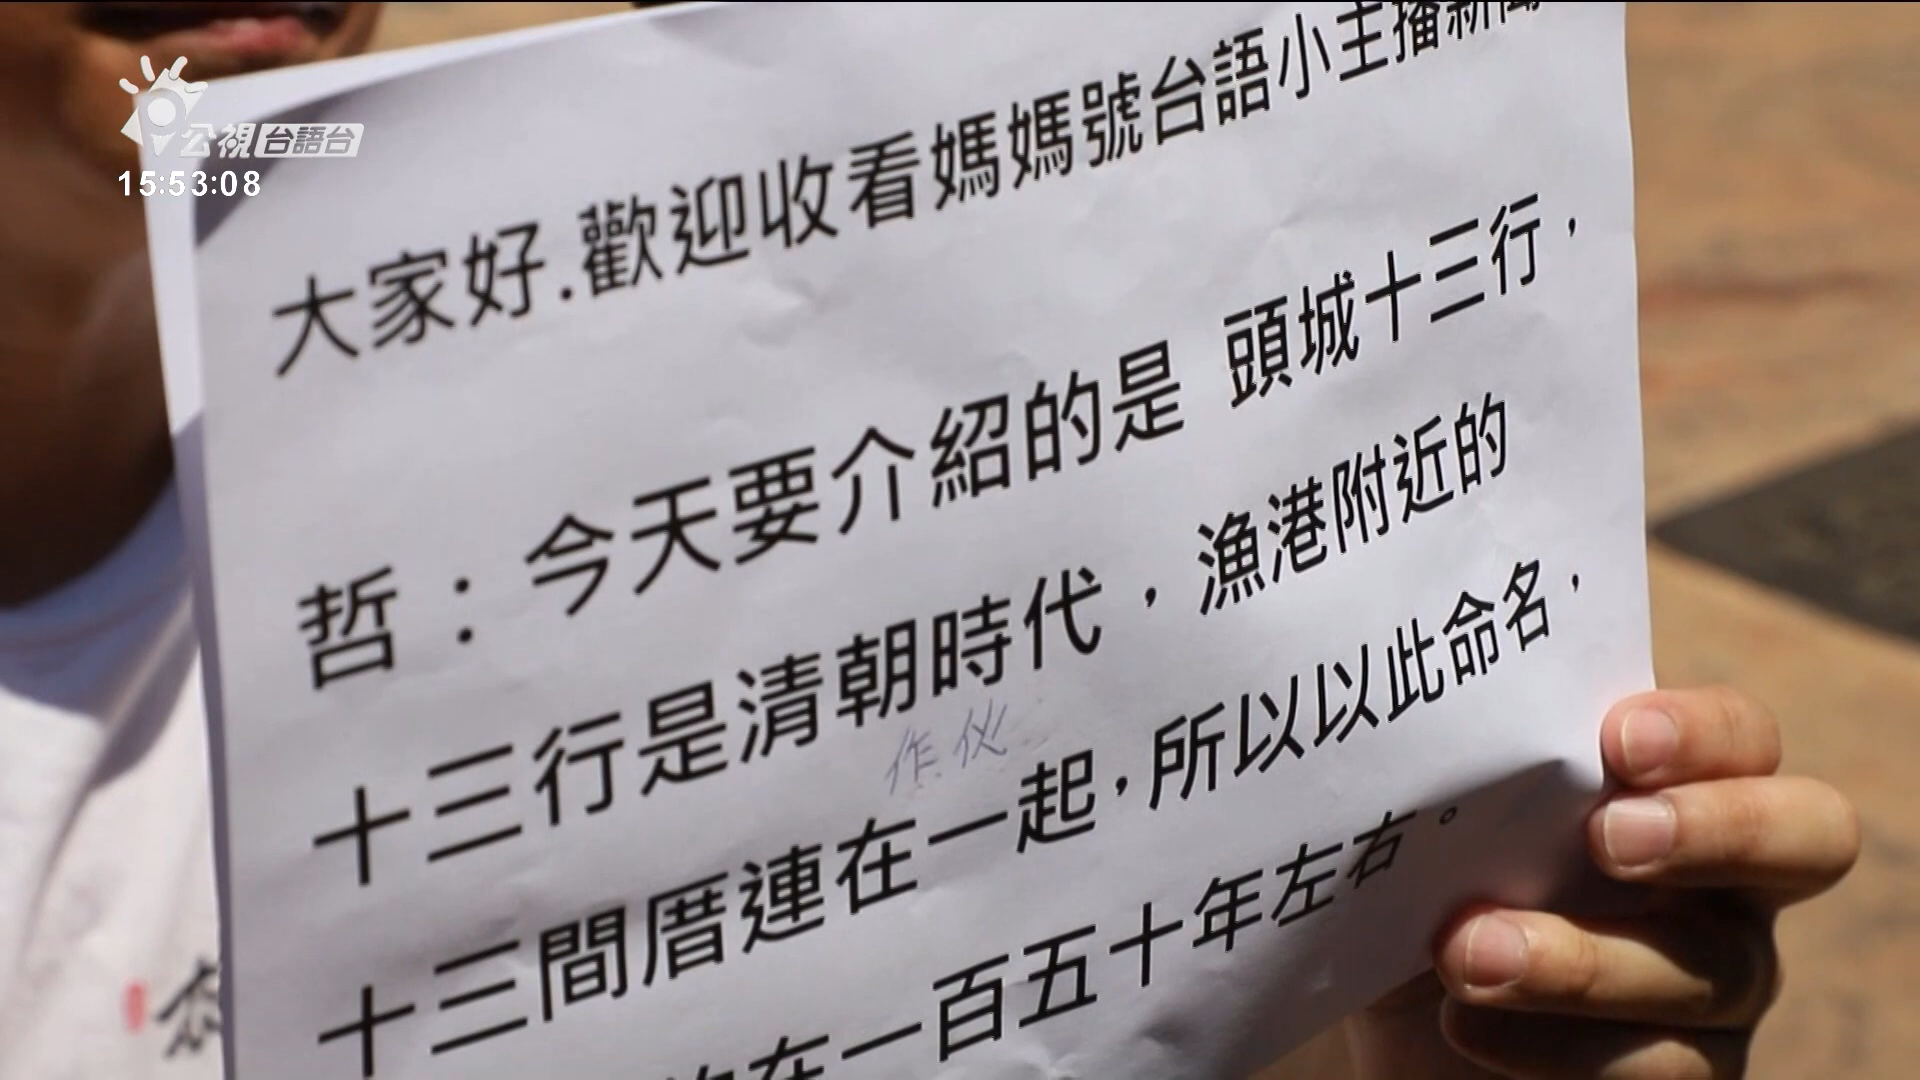 公視台語台
15:53:08
大家好.歡迎收看媽媽號台語小主播新聞
哲：今天要介紹的是 頭城十三行，
十三行是清朝時代，漁港附近的
作伙
十三間厝連在一起，所以以此命名，
在一百五十年左右。